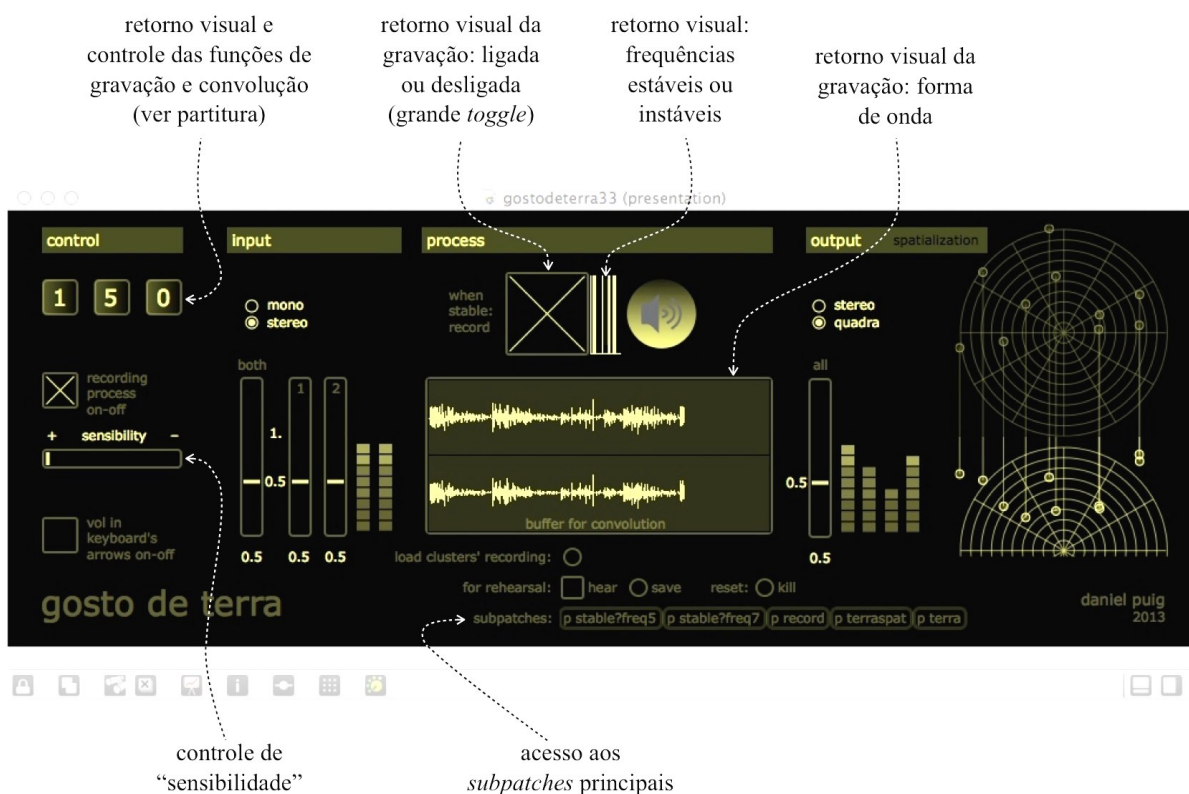 retorno visual e
controle das funções de
gravação e convolução
(ver partitura)
retorno visual da
gravação: ligada
ou desligada
(grande toggle)
retorno visual:
frequências
estáveis ou
instáveis
retorno visual da
gravação: forma
de onda
gostodeterra33 (presentation)
control
input
process
output spatialization
1 5 0
mono
stereo
when
stable:
record
stereo
quadra
recording
process
on-off
+ sensibility -
both
1 2
1.
0.5
0.5 0.5 0.5
buffer for convolution
all
0.5
0.5
vol in
keyboard's
arrows on-off
load clusters' recording:
for rehearsal: hear save reset: kill
subpatches: p stable?freq5 p stable?freq7 p record p terraspat p terra
gosto de terra
daniel puig
2013
controle de
“sensibilidade”
acesso aos
subpatches principais